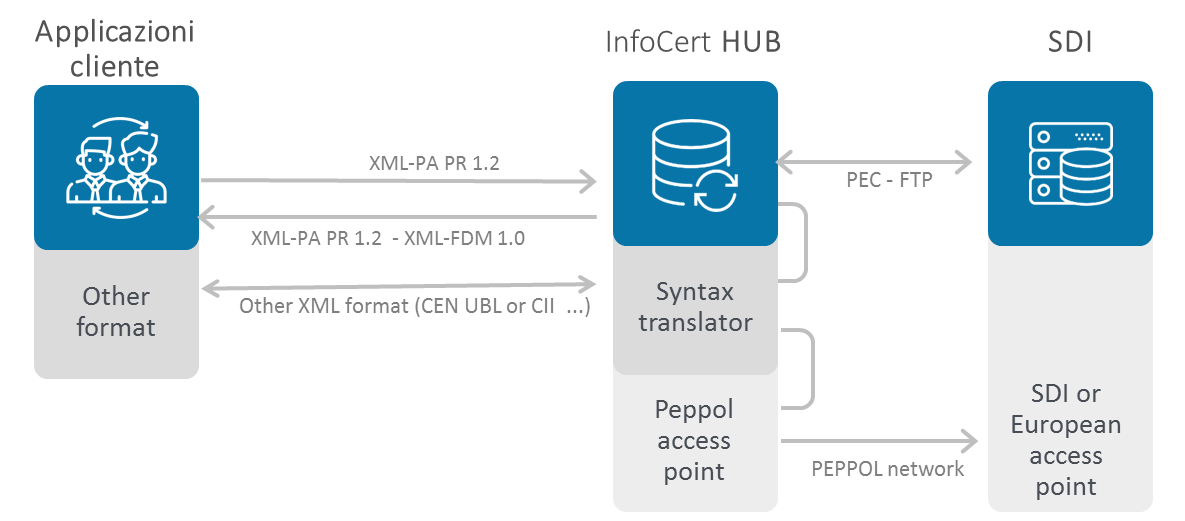 Applicazioni
cliente
InfoCert HUB
SDI
XML-PA PR 1.2
PEC - FTP
XML-PA PR 1.2 - XML-FDM 1.0
Other
format
Other XML format (CEN UBL or CII ...)
Syntax
translator
Peppol
access
point
PEPPOL network
SDI or
European
access
point